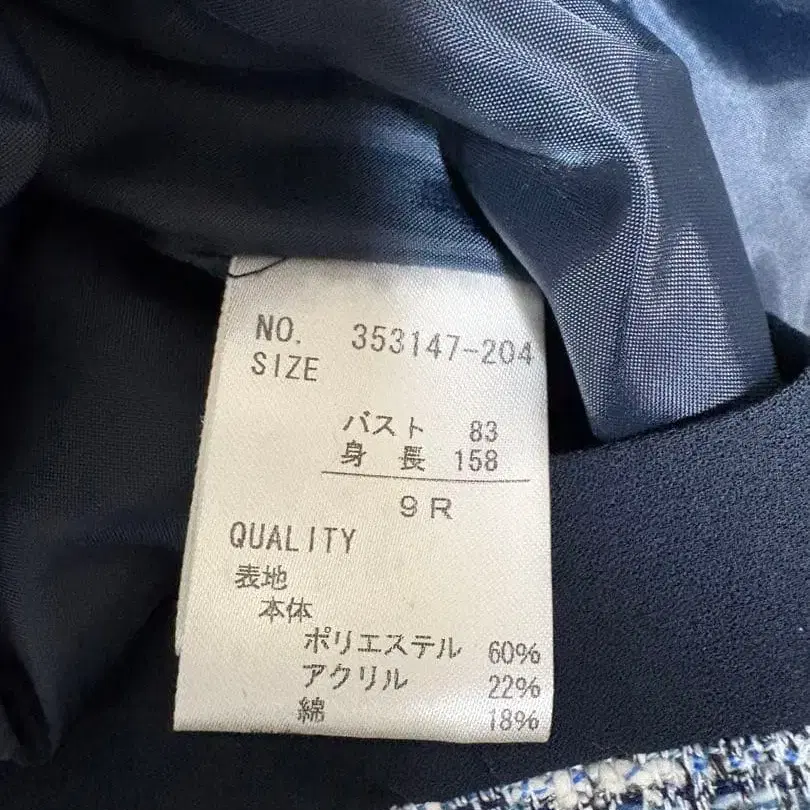 NO. 353147-204
SIZE
バスト 83
身長 158
9R
QUALITY
表地
本体
ポリエステル 60%
アクリル 22%
綿 18%